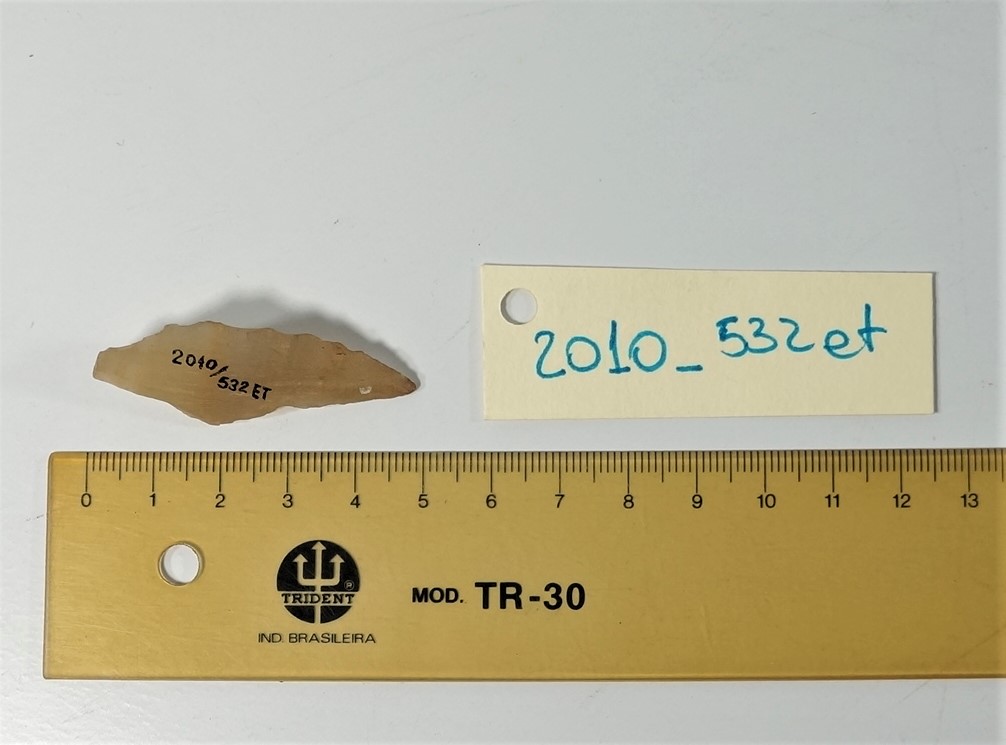 2010/
532 ET
2010_532et
0 1 2 3 4 5 6 7 8 9 10 11 12 13
TRIDENT
IND. BRASILEIRA
MOD. TR-30